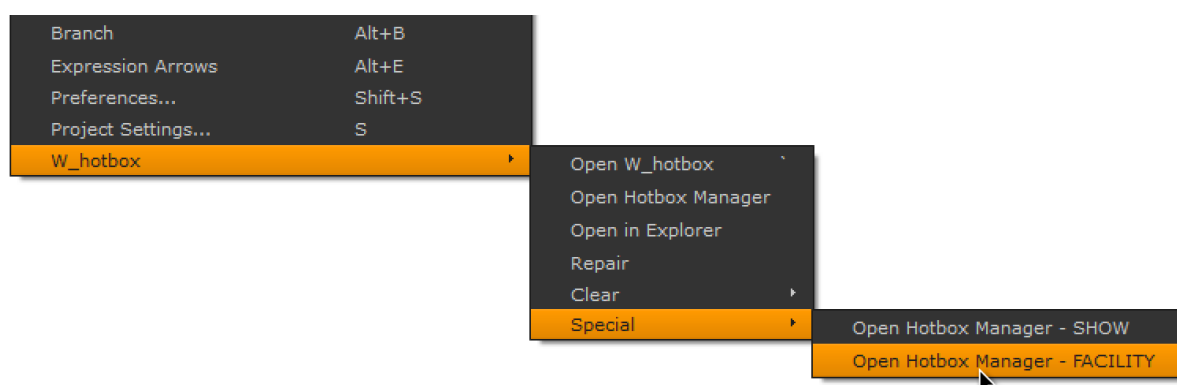 Branch Alt+B
Expression Arrows Alt+E
Preferences... Shift+S
Project Settings... S
W_hotbox
Open W_hotbox `
Open Hotbox Manager
Open in Explorer
Repair
Clear
Special
Open Hotbox Manager - SHOW
Open Hotbox Manager - FACILITY